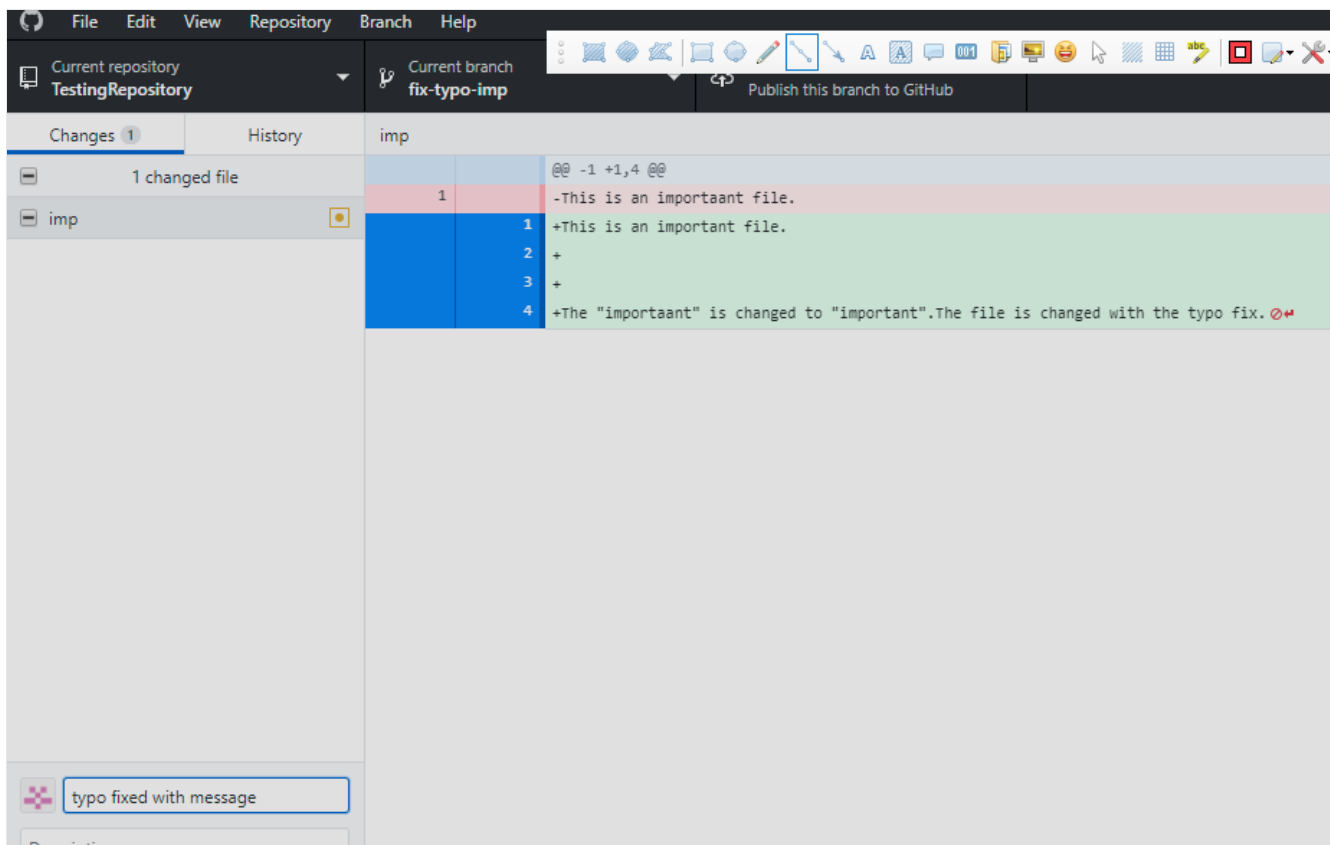 File Edit View Repository Branch Help
Current repository
TestingRepository
Current branch
fix-typo-imp
Publish this branch to GitHub
A A 001 abc
Changes 1 History
imp
1 changed file
imp
@@ -1 +1,4 @@
1 -This is an importaant file.
1 +This is an important file.
2 +
3 +
4 +The "importaant" is changed to "important".The file is changed with the typo fix.
typo fixed with message